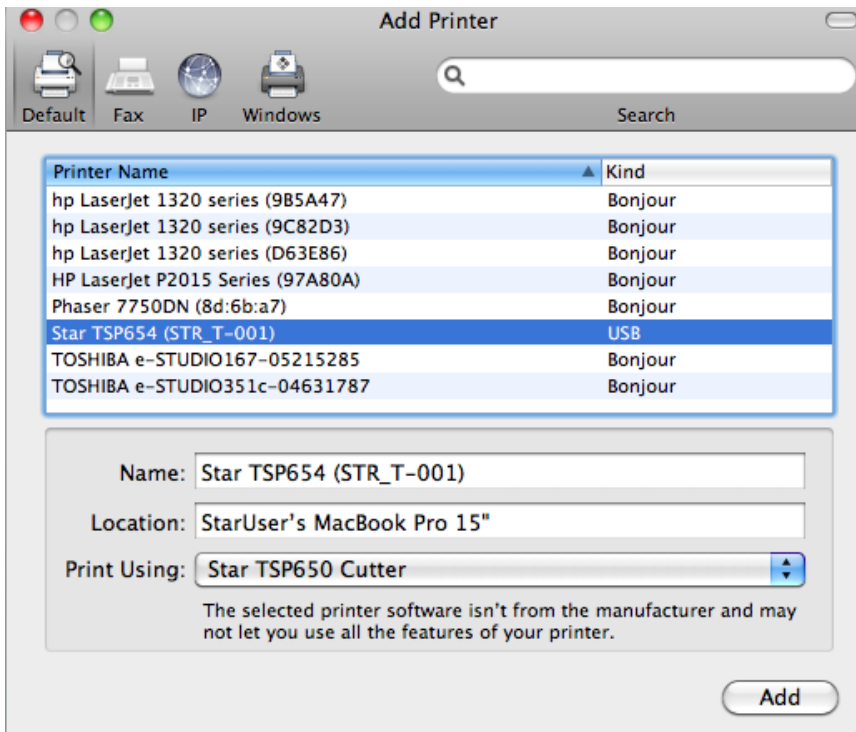 Add Printer
Default Fax IP Windows Search
Printer Name Kind
hp LaserJet 1320 series (9B5A47) Bonjour
hp LaserJet 1320 series (9C82D3) Bonjour
hp LaserJet 1320 series (D63E86) Bonjour
HP LaserJet P2015 Series (97A80A) Bonjour
Phaser 7750DN (8d:6b:a7) Bonjour
Star TSP654 (STR_T-001) USB
TOSHIBA e-STUDIO167-05215285 Bonjour
TOSHIBA e-STUDIO351c-04631787 Bonjour
Name: Star TSP654 (STR_T-001)
Location: StarUser's MacBook Pro 15"
Print Using: Star TSP650 Cutter
The selected printer software isn't from the manufacturer and may
not let you use all the features of your printer.
Add